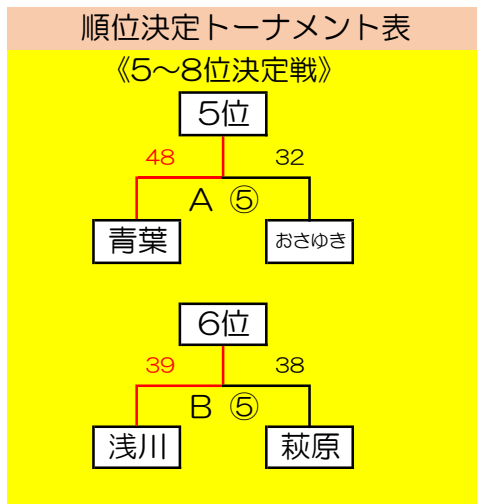 順位決定トーナメント表
《5～8位決定戦》
5位
48 32
A ⑤
青葉 おさゆき
6位
39 38
B ⑤
浅川 萩原